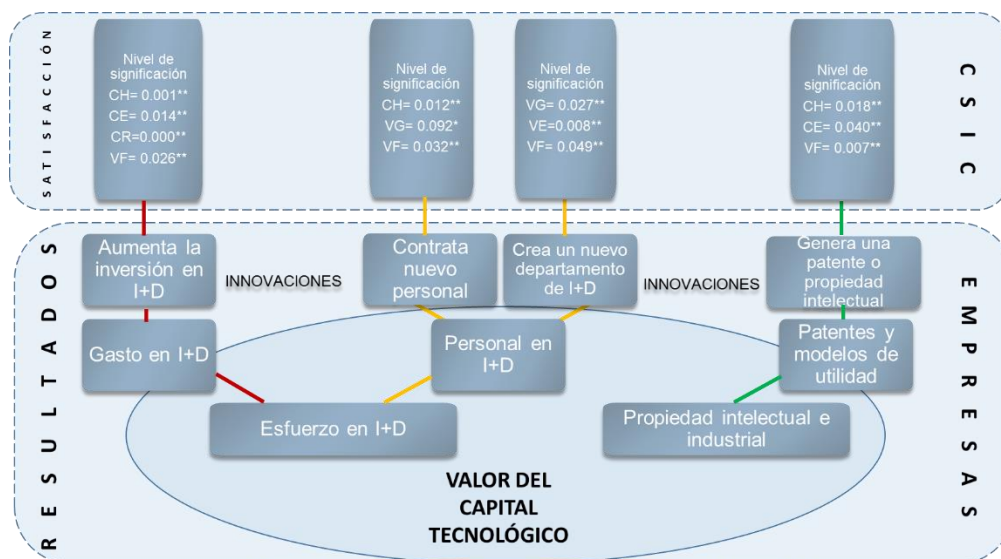 SATISFACCIÓN
Nivel de
significación
CH= 0.001**
CE= 0.014**
CR=0.000**
VF= 0.026**
Nivel de
significación
CH= 0.012**
VG= 0.092*
VF= 0.032**
Nivel de
significación
VG= 0.027**
VE=0.008**
VF= 0.049**
Nivel de
significación
CH= 0.018**
CE= 0.040**
VF= 0.007**
CSIC
RESULTADOS
Aumenta la
inversión en
I+D
INNOVACIONES
Contrata
nuevo
personal
Crea un nuevo
departamento
de I+D
INNOVACIONES
Genera una
patente o
propiedad
intelectual
EMPRESAS
Gasto en I+D
Personal en
I+D
Patentes y
modelos de
utilidad
Esfuerzo en I+D
Propiedad intelectual e
industrial
VALOR DEL
CAPITAL
TECNOLÓGICO